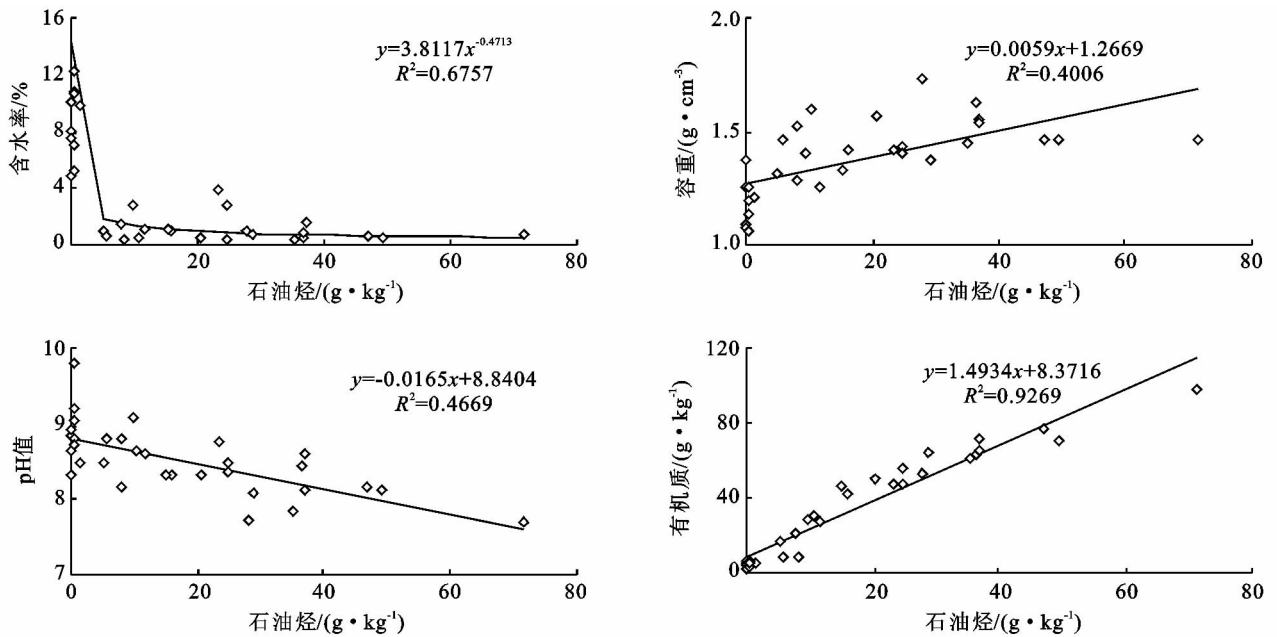 16
12
8
4
0
含水率/%
y=3.8117x⁻⁰·⁴⁷¹³
R²=0.6757
0 20 40 60 80
石油烃/(g·kg⁻¹)
2.0
1.5
1.0
容重/(g·cm⁻³)
y=0.0059x+1.2669
R²=0.4006
0 20 40 60 80
石油烃/(g·kg⁻¹)
10
9
8
7
pH值
y=-0.0165x+8.8404
R²=0.4669
0 20 40 60 80
石油烃/(g·kg⁻¹)
120
80
40
0
有机质/(g·kg⁻¹)
y=1.4934x+8.3716
R²=0.9269
0 20 40 60 80
石油烃/(g·kg⁻¹)